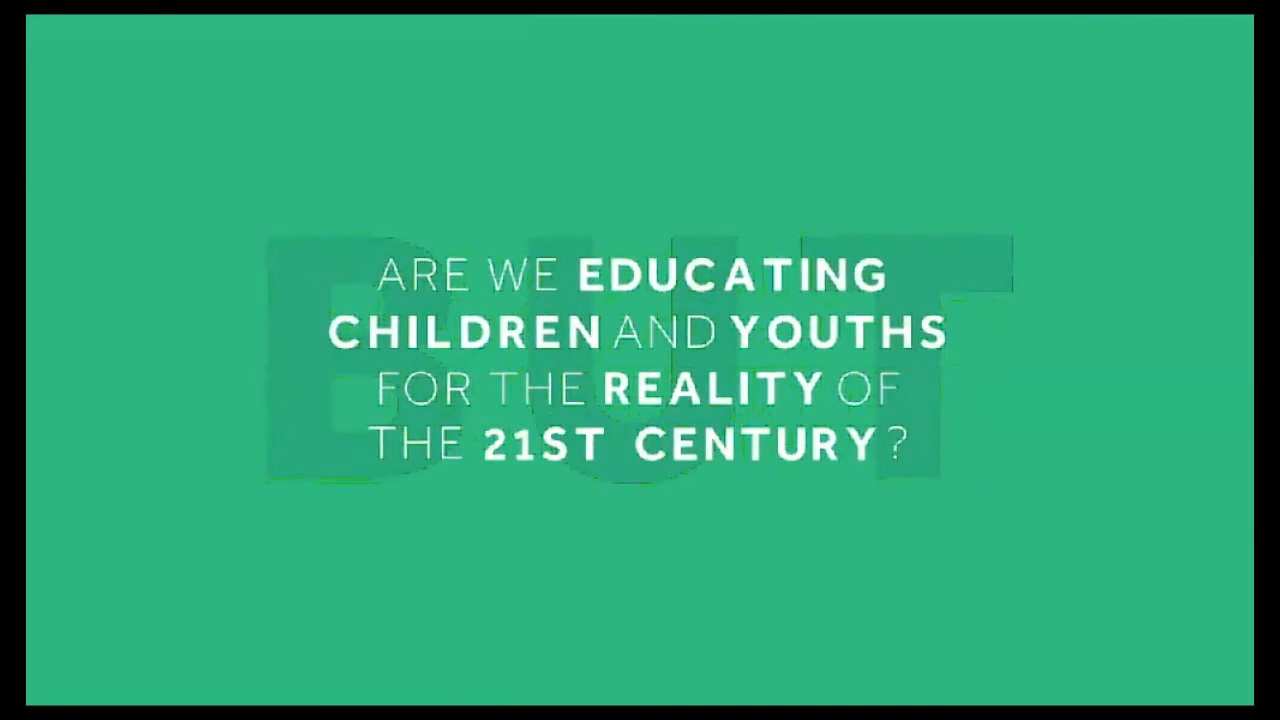 BUT
ARE WE EDUCATING
CHILDREN AND YOUTHS
FOR THE REALITY OF
THE 21ST CENTURY?